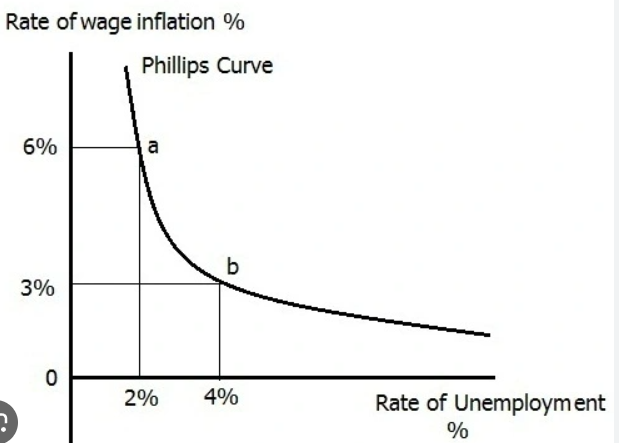 Rate of wage inflation %
Phillips Curve
6%
a
b
3%
0
2%
4%
Rate of Unemployment
%